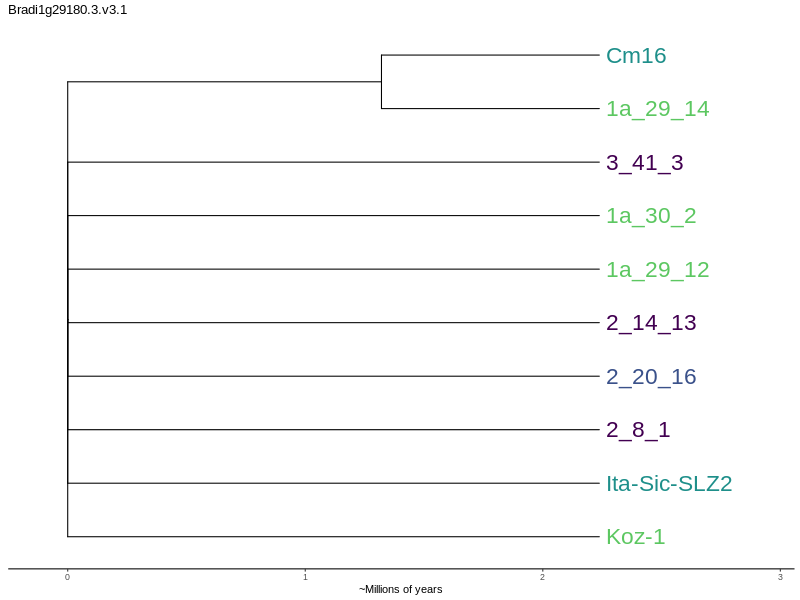 Bradi1g29180.3.v3.1
Cm16
1a_29_14
3_41_3
1a_30_2
1a_29_12
2_14_13
2_20_16
2_8_1
Ita-Sic-SLZ2
Koz-1
0 1 2 3
~Millions of years